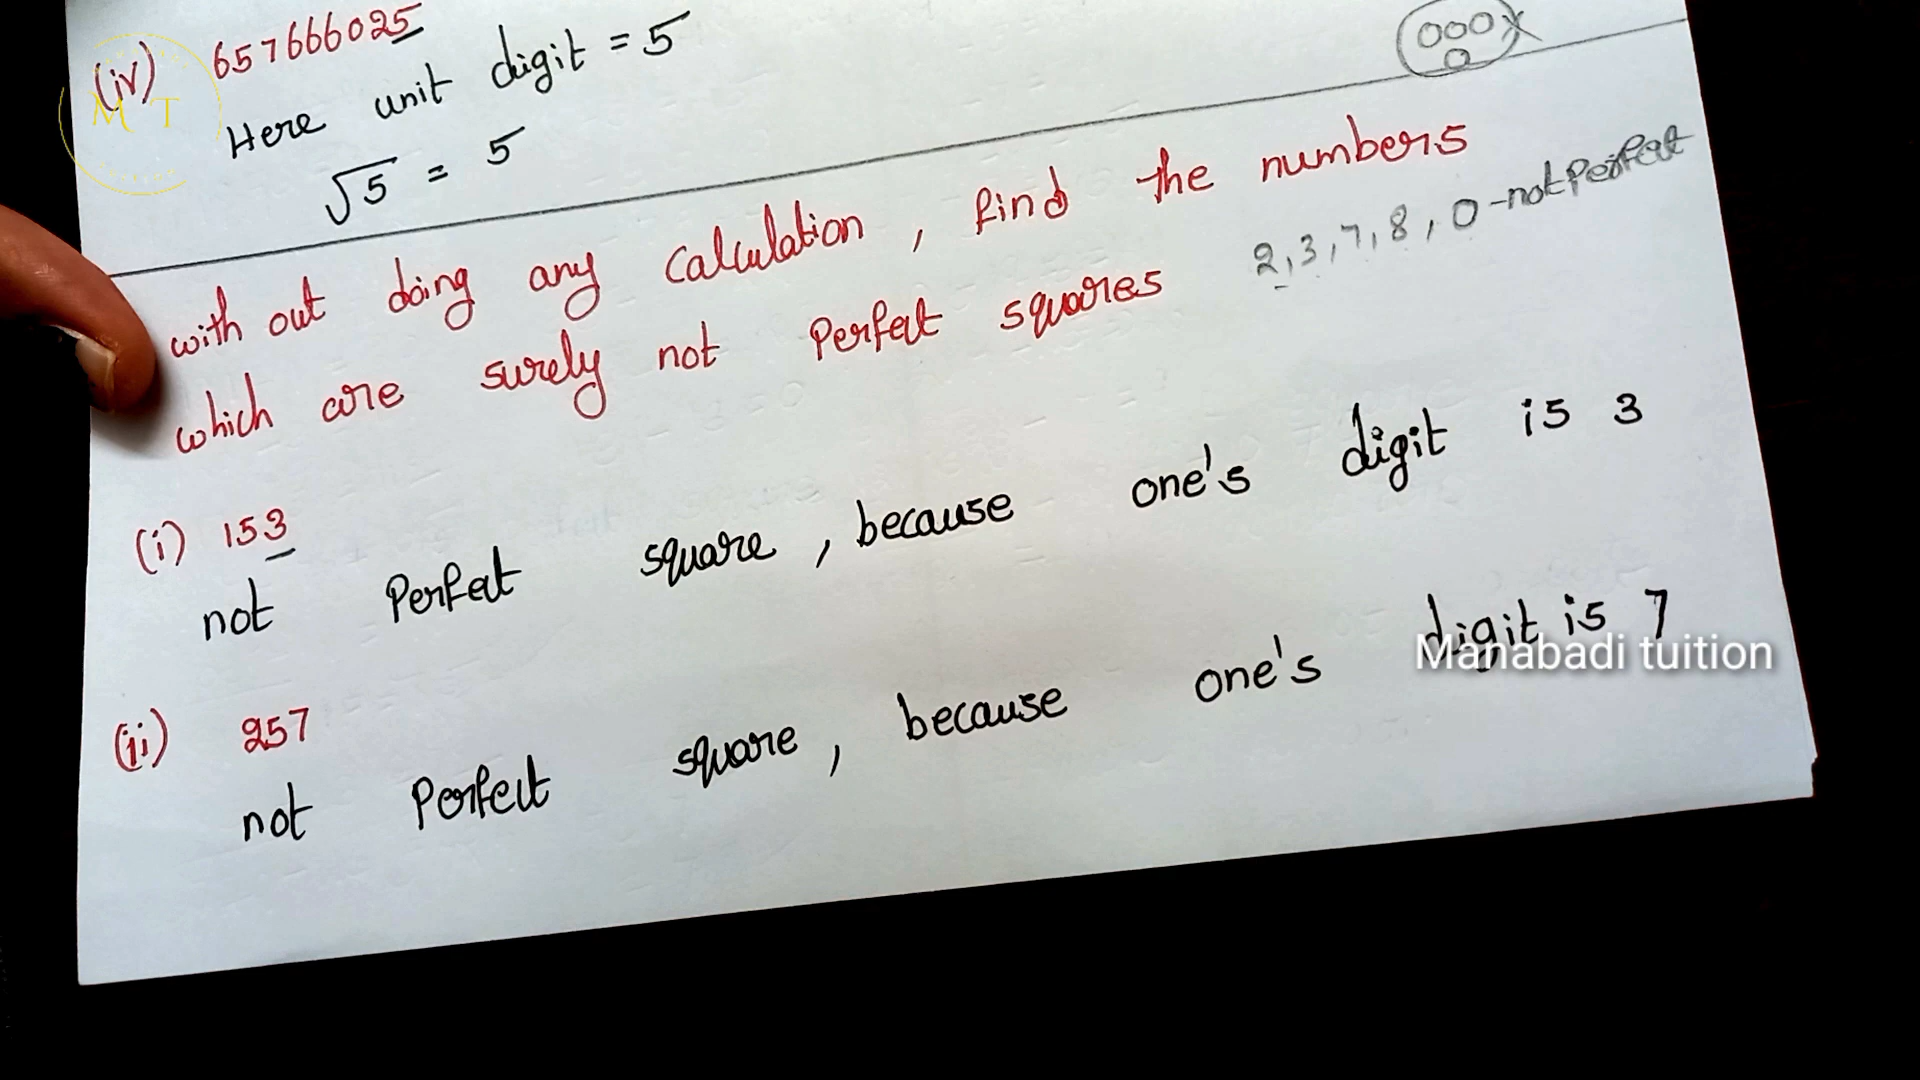 (iv) 657666025
Here unit digit = 5
√5 = 5
000X
0
with out doing any calculation, find the numbers
which are surely not perfect squares 2,3,7,8,0-not perfect
(i) 153
not perfect square, because one's digit is 3
(ii) 257
not perfect square, because one's digit is 7
Manabadi tuition
M T